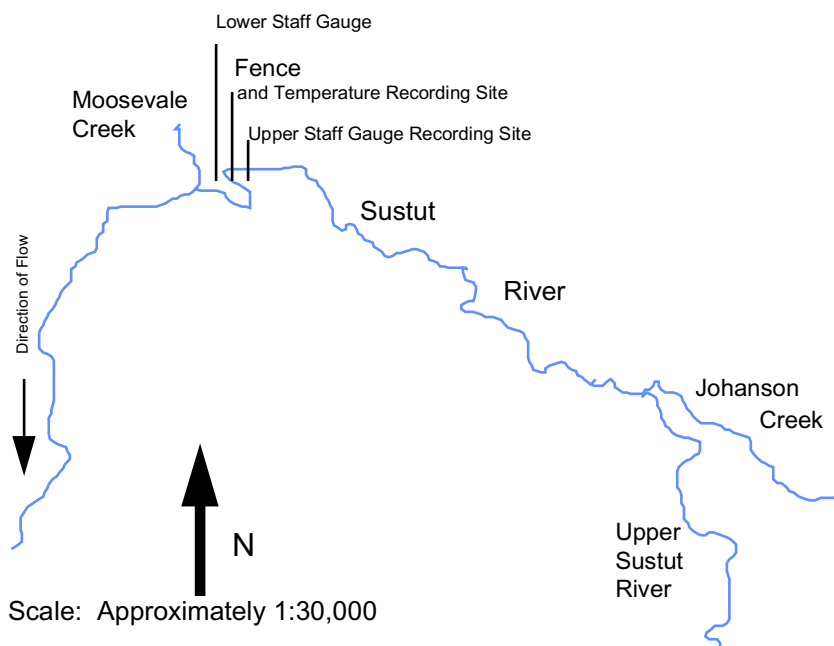 Lower Staff Gauge
Fence
and Temperature Recording Site
Moosevale
Creek
Upper Staff Gauge Recording Site
Sustut
River
Direction of Flow
Johanson
Creek
N
Upper
Sustut
River
Scale: Approximately 1:30,000